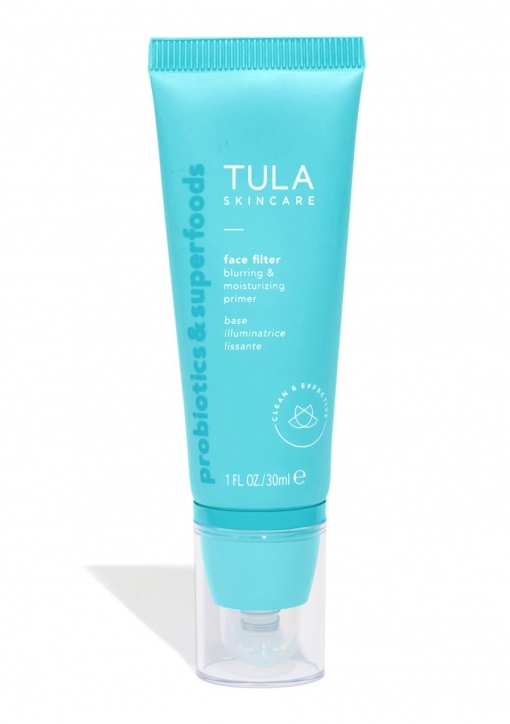 probiotics & superfoods
TULA
SKINCARE
face filter
blurring &
moisturizing
primer
base
illuminatrice
lissante
CLEAN & EFFECTIVE
1 FL. OZ./30ml e